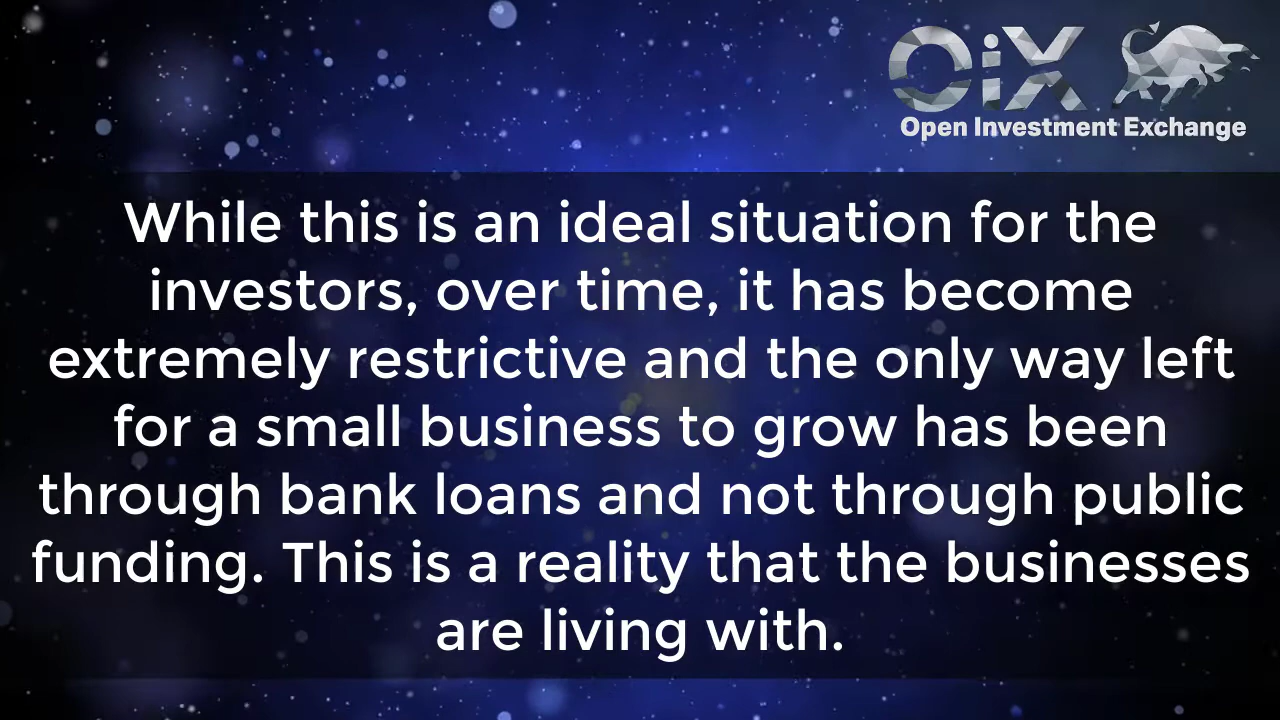 OiX
Open Investment Exchange
While this is an ideal situation for the
investors, over time, it has become
extremely restrictive and the only way left
for a small business to grow has been
through bank loans and not through public
funding. This is a reality that the businesses
are living with.